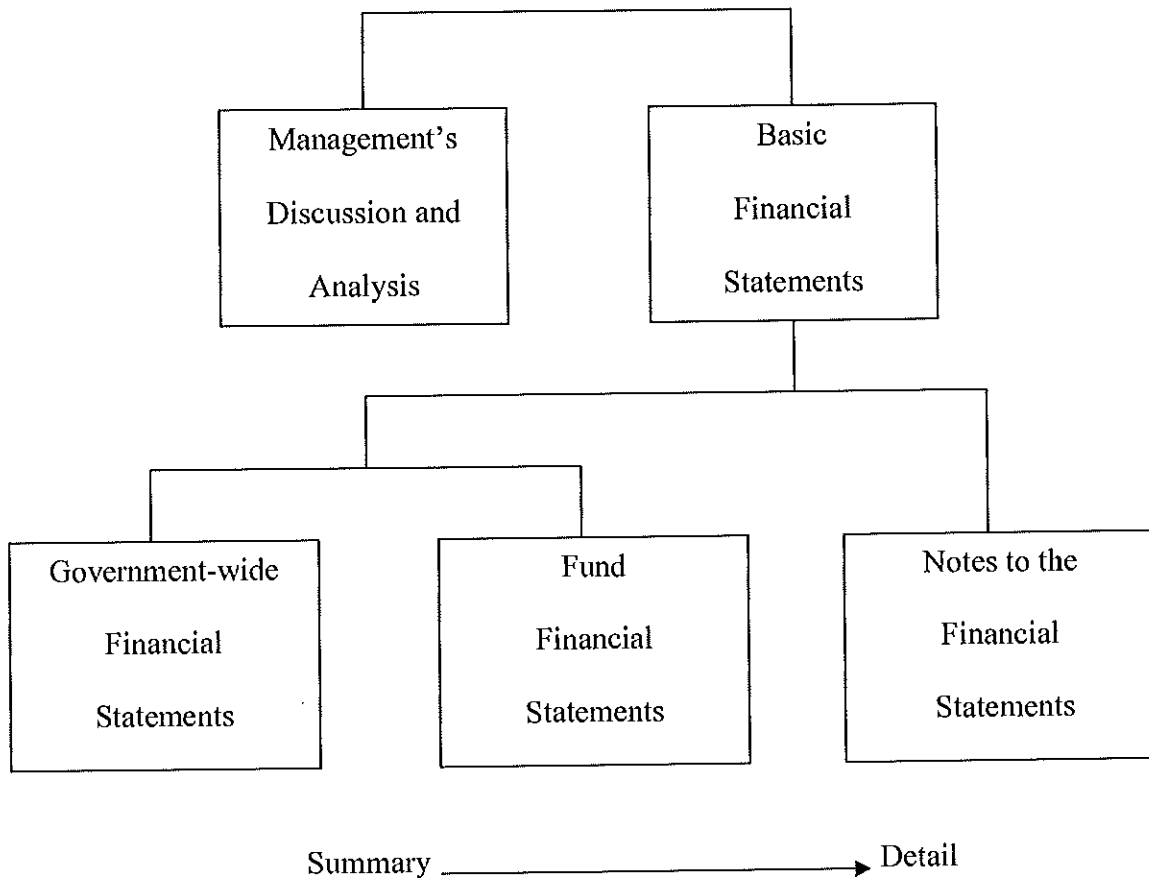 Management's
Discussion and
Analysis
Basic
Financial
Statements
Government-wide
Financial
Statements
Fund
Financial
Statements
Notes to the
Financial
Statements
Summary
Detail